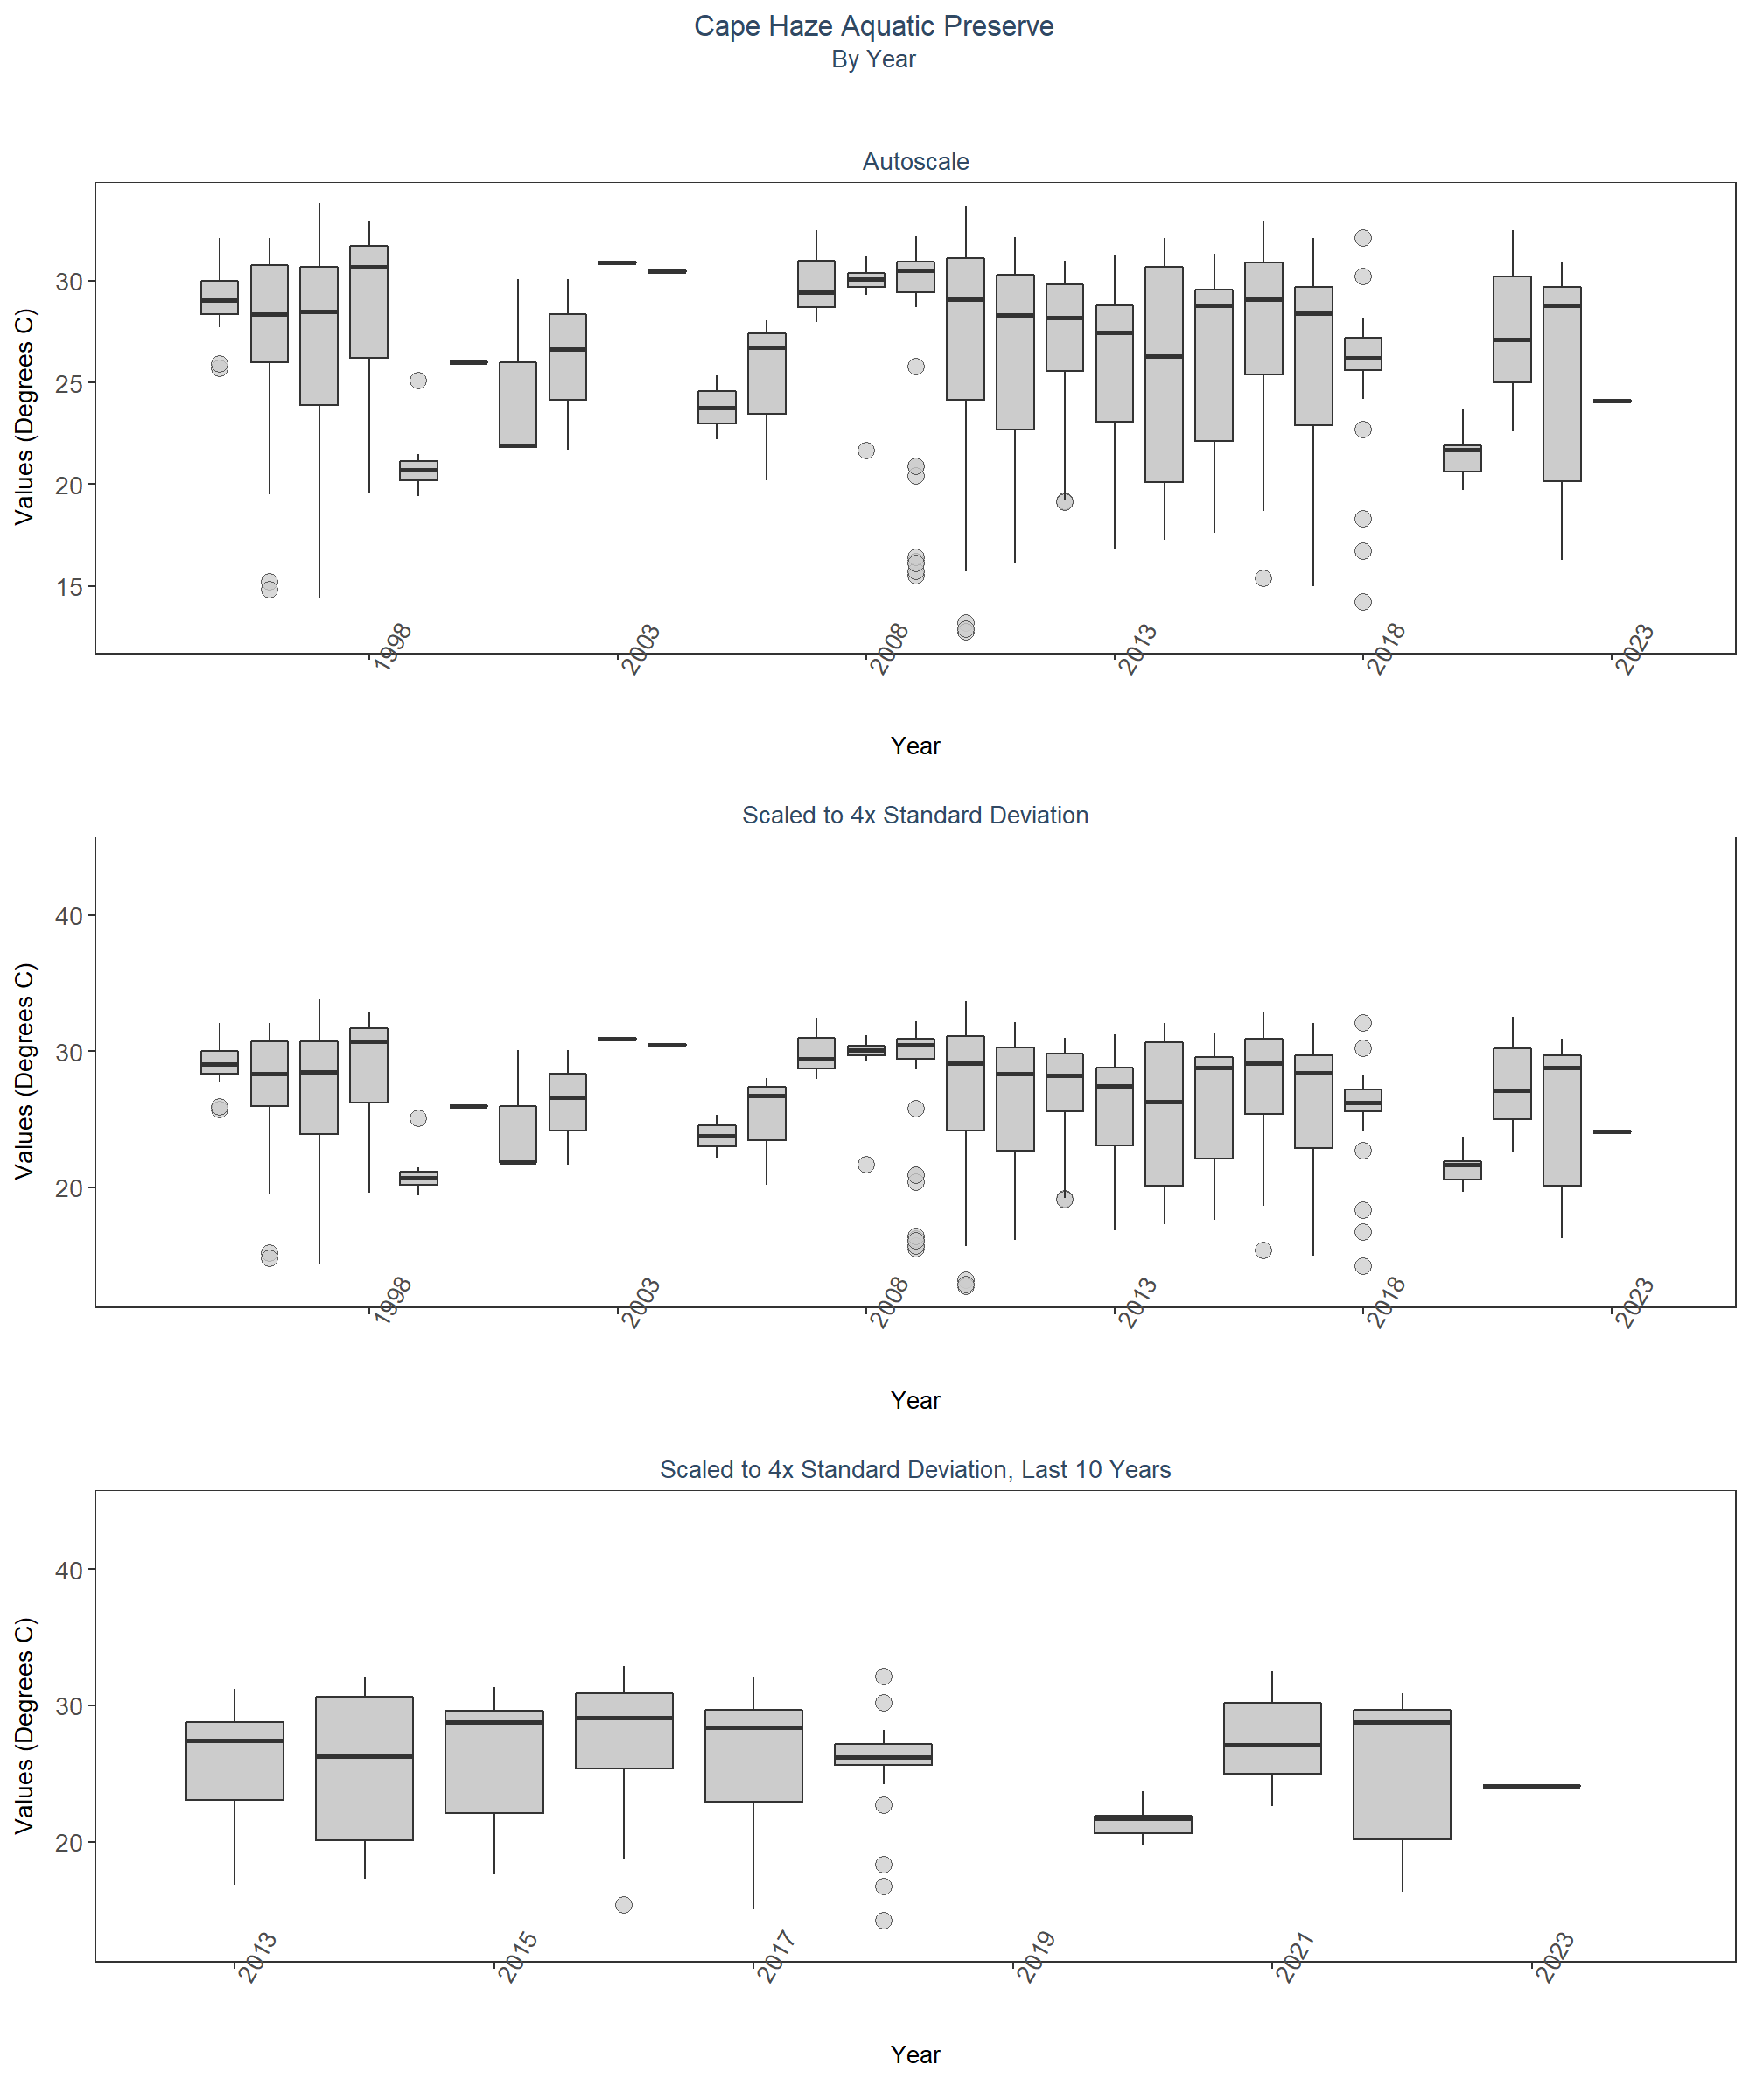 Cape Haze Aquatic Preserve
By Year
Autoscale
Values (Degrees C)
30
25
20
15
1998 2003 2008 2013 2018 2023
Year
Scaled to 4x Standard Deviation
Values (Degrees C)
40
30
20
1998 2003 2008 2013 2018 2023
Year
Scaled to 4x Standard Deviation, Last 10 Years
Values (Degrees C)
40
30
20
2013 2015 2017 2019 2021 2023
Year